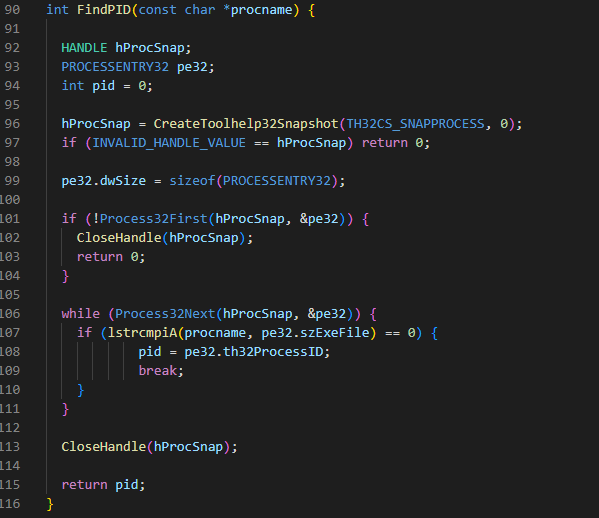 90 int FindPID(const char *procname) {
91
92 HANDLE hProcSnap;
93 PROCESSENTRY32 pe32;
94 int pid = 0;
95
96 hProcSnap = CreateToolhelp32Snapshot(TH32CS_SNAPPROCESS, 0);
97 if (INVALID_HANDLE_VALUE == hProcSnap) return 0;
98
99 pe32.dwSize = sizeof(PROCESSENTRY32);
100
101 if (!Process32First(hProcSnap, &pe32)) {
102 CloseHandle(hProcSnap);
103 return 0;
104 }
105
106 while (Process32Next(hProcSnap, &pe32)) {
107 if (lstrcmpiA(procname, pe32.szExeFile) == 0) {
108 pid = pe32.th32ProcessID;
109 break;
110 }
111 }
112
113 CloseHandle(hProcSnap);
114
115 return pid;
116 }